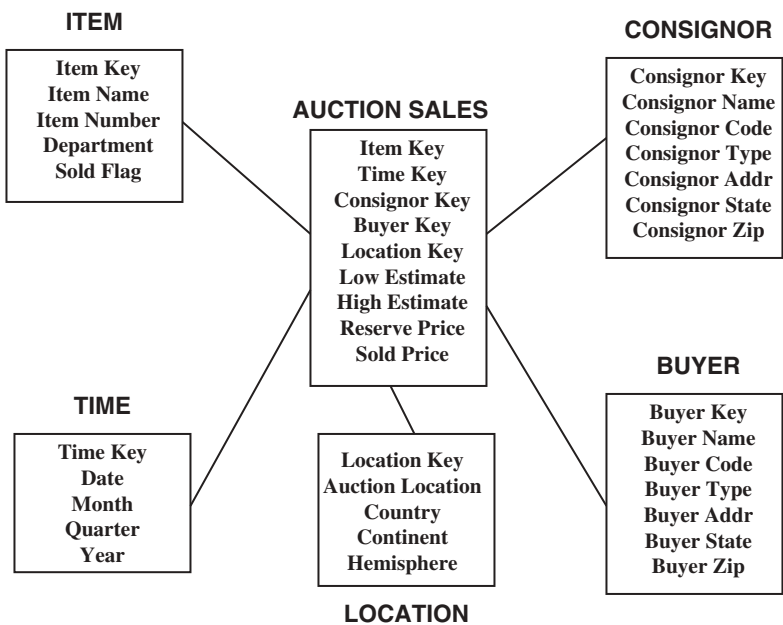 ITEM
Item Key
Item Name
Item Number
Department
Sold Flag
AUCTION SALES
Item Key
Time Key
Consignor Key
Buyer Key
Location Key
Low Estimate
High Estimate
Reserve Price
Sold Price
CONSIGNOR
Consignor Key
Consignor Name
Consignor Code
Consignor Type
Consignor Addr
Consignor State
Consignor Zip
TIME
Time Key
Date
Month
Quarter
Year
Location Key
Auction Location
Country
Continent
Hemisphere
LOCATION
BUYER
Buyer Key
Buyer Name
Buyer Code
Buyer Type
Buyer Addr
Buyer State
Buyer Zip